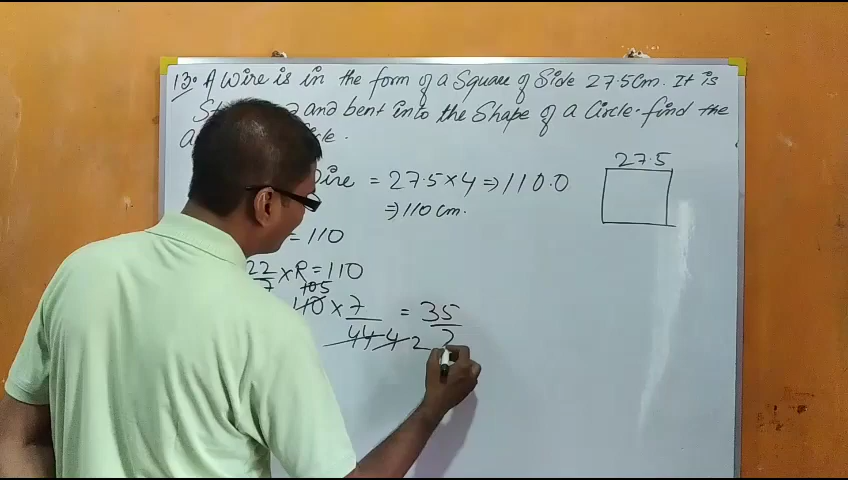 13. A Wire is in the form of a Square of Side 27.5Cm. It is
and bent into the Shape of a Circle. find the
27.5
ire = 27.5×4 ⇒ 110.0
⇒ 110 cm.
= 110
22/7 × R = 110
× 7 = 35/2
44 4 2